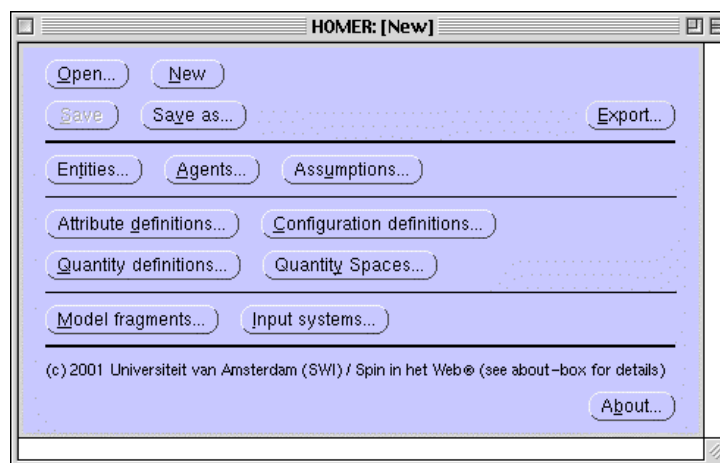 HOMER: [New]
Open... New
Save Save as... Export...
Entities... Agents... Assumptions...
Attribute definitions... Configuration definitions...
Quantity definitions... Quantity Spaces...
Model fragments... Input systems...
(c) 2001 Universiteit van Amsterdam (SWI) / Spin in het Web® (see about-box for details)
About...